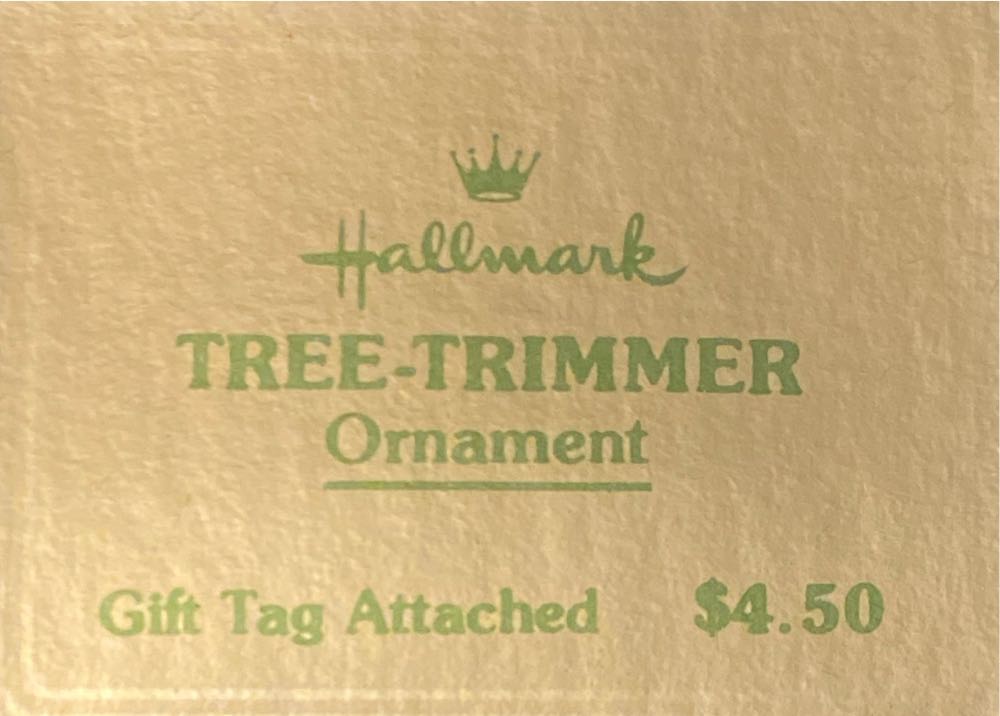 Hallmark
TREE-TRIMMER
Ornament
Gift Tag Attached $4.50